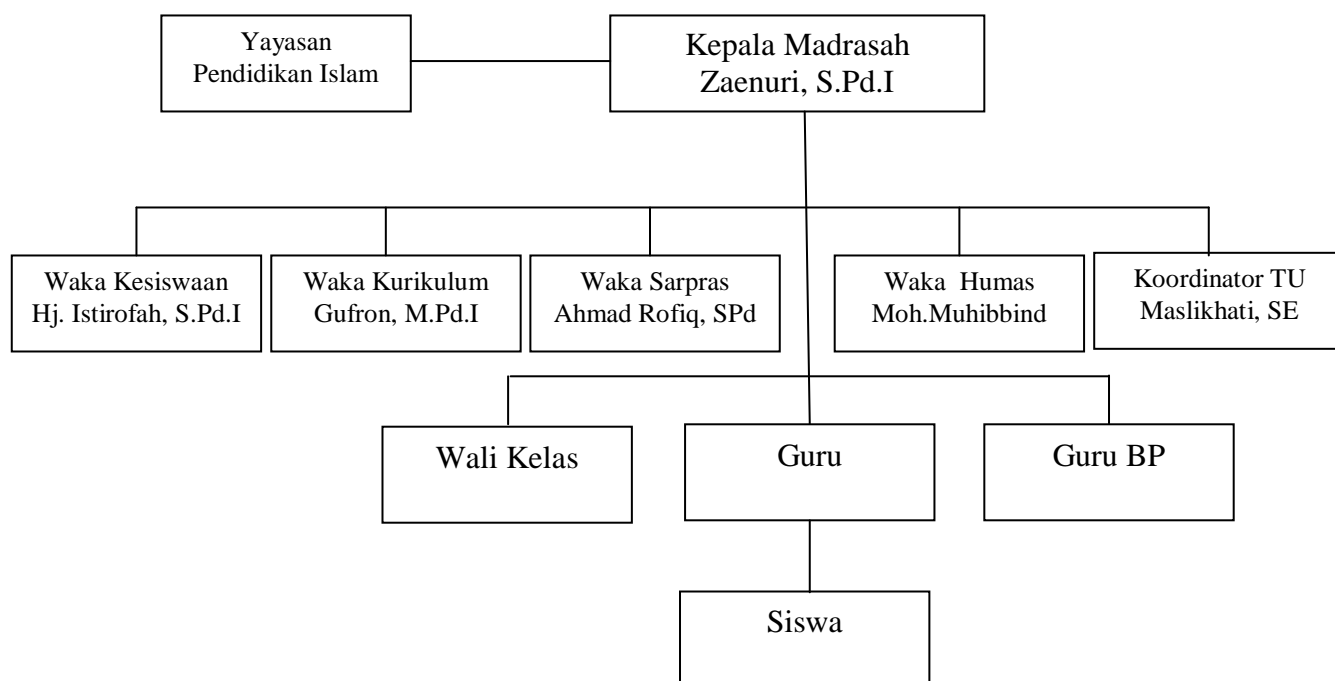 Yayasan
Pendidikan Islam
Kepala Madrasah
Zaenuri, S.Pd.I
Waka Kesiswaan
Hj. Istirofah, S.Pd.I
Waka Kurikulum
Gufron, M.Pd.I
Waka Sarpras
Ahmad Rofiq, SPd
Waka  Humas
Moh.Muhibbind
Koordinator TU
Maslikhati, SE
Wali Kelas
Guru
Guru BP
Siswa